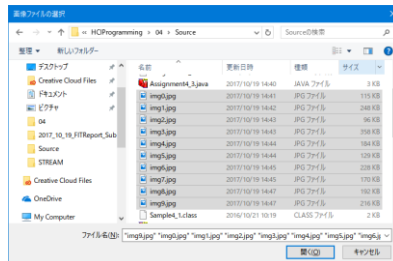 画像ファイルの選択
« HCIProgramming › 04 › Source
Sourceの検索
整理 ▼ 新しいフォルダー
デスクトップ
Creative Cloud Files
ドキュメント
ピクチャ
04
2017_10_19_FITReport_Sub
Source
STREAM
Creative Cloud Files
OneDrive
My Computer
名前 更新日時 種類 サイズ
Assignment4_3.java 2017/10/19 14:40 JAVA ファイル 3 KB
img0.jpg 2017/10/19 14:41 JPG ファイル 115 KB
img1.jpg 2017/10/19 14:42 JPG ファイル 248 KB
img2.jpg 2017/10/19 14:43 JPG ファイル 96 KB
img3.jpg 2017/10/19 14:43 JPG ファイル 358 KB
img4.jpg 2017/10/19 14:44 JPG ファイル 184 KB
img5.jpg 2017/10/19 14:44 JPG ファイル 129 KB
img6.jpg 2017/10/19 14:45 JPG ファイル 228 KB
img7.jpg 2017/10/19 14:45 JPG ファイル 170 KB
img8.jpg 2017/10/19 14:47 JPG ファイル 192 KB
img9.jpg 2017/10/19 14:47 JPG ファイル 216 KB
Sample4_1.class 2016/10/21 10:19 CLASS ファイル 2 KB
ファイル名(N): "img9.jpg" "img0.jpg" "img1.jpg" "img2.jpg" "img3.jpg" "img4.jpg" "img5.jpg" "img6.j
開く(O) キャンセル